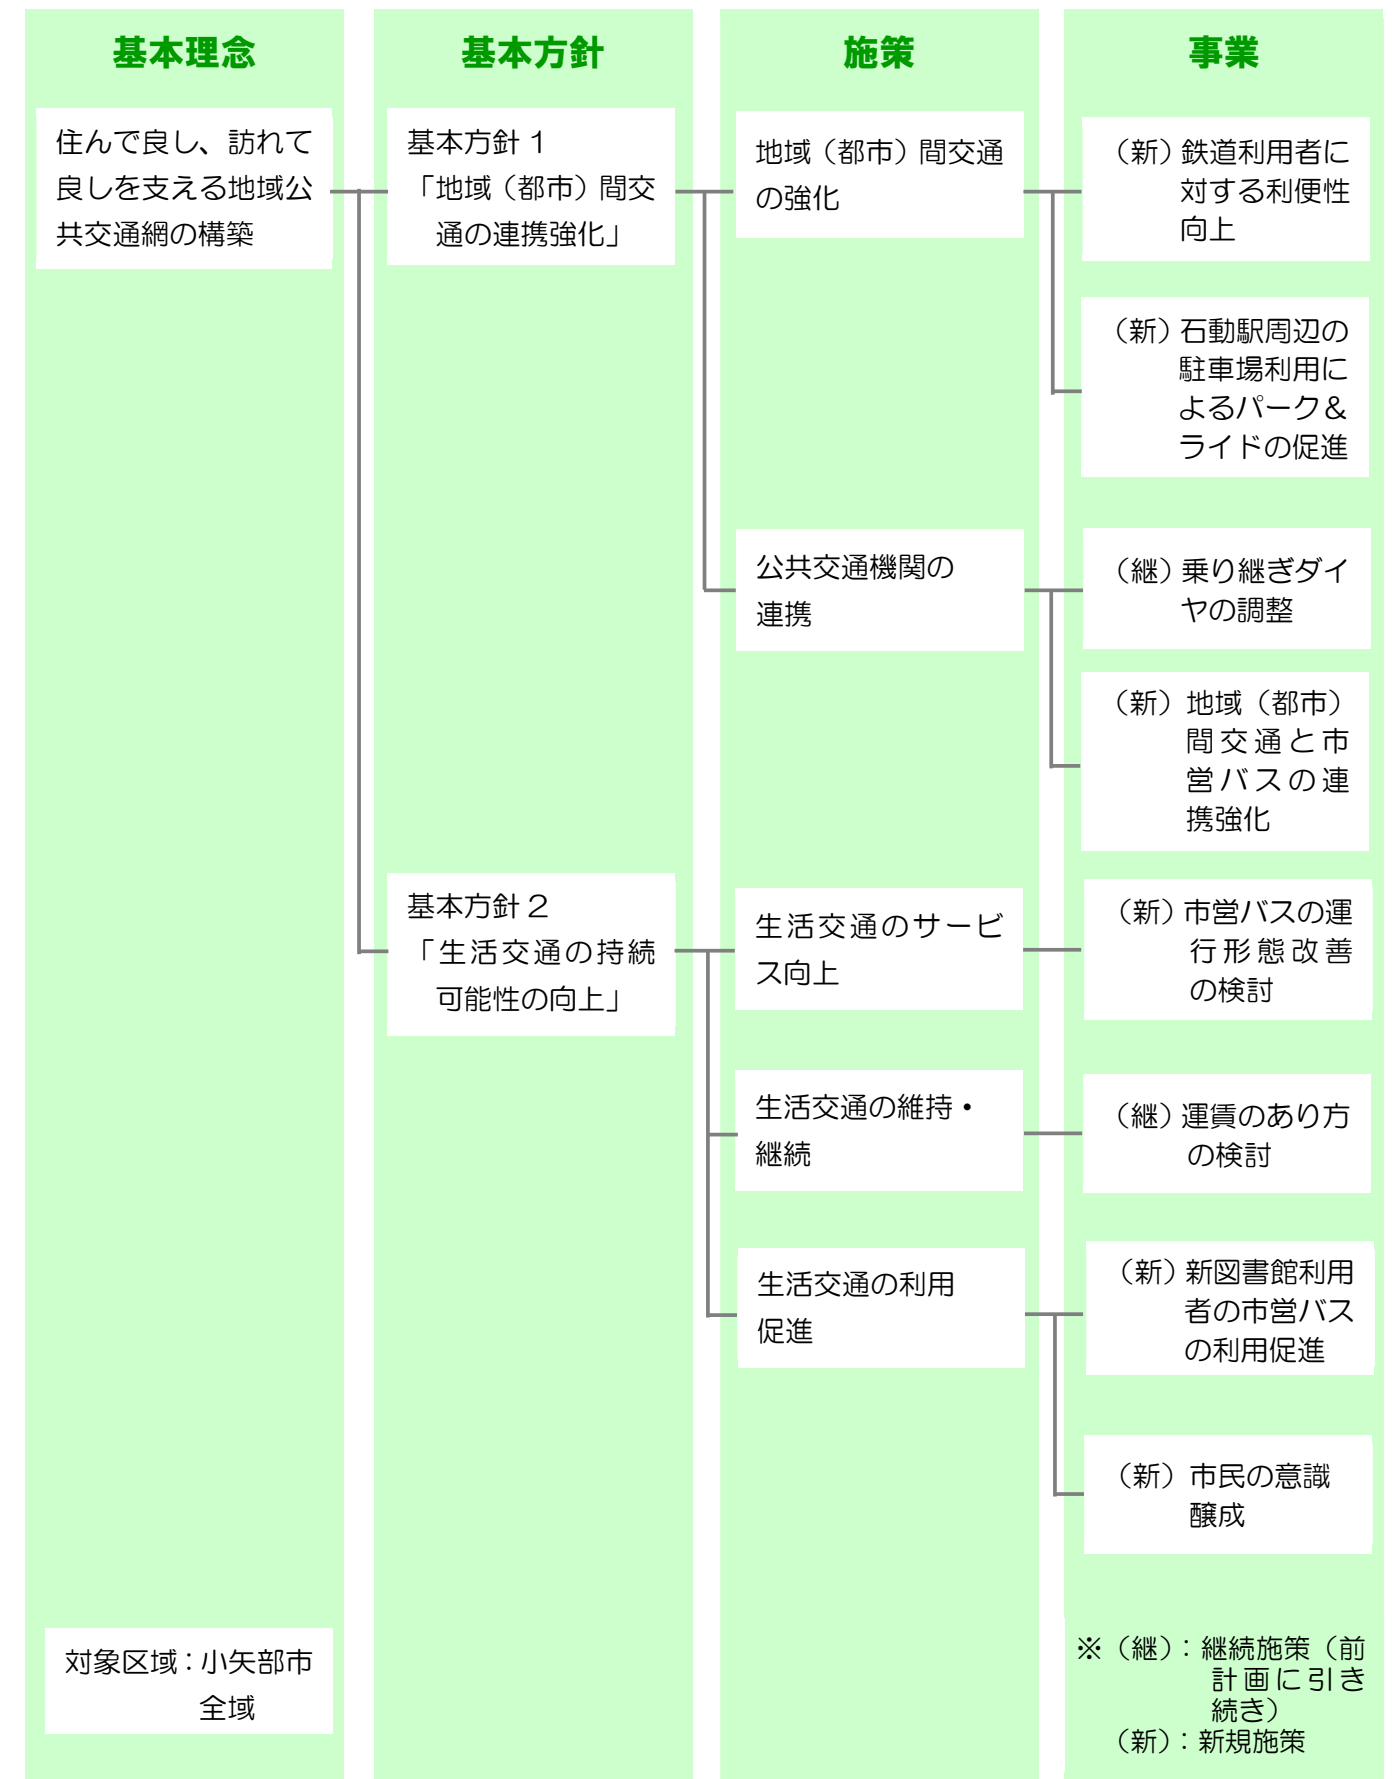 基本理念
住んで良し、訪れて
良しを支える地域公
共交通網の構築
対象区域：小矢部市
全域
基本方針
基本方針 1
「地域（都市）間交
通の連携強化」
基本方針 2
「生活交通の持続
可能性の向上」
施策
地域（都市）間交通
の強化
公共交通機関の
連携
生活交通のサービ
ス向上
生活交通の維持・
継続
生活交通の利用
促進
事業
（新）鉄道利用者に
対する利便性
向上
（新）石動駅周辺の
駐車場利用に
よるパーク＆
ライドの促進
（継）乗り継ぎダイ
ヤの調整
（新）地域（都市）
間交通と市
営バスの連
携強化
（新）市営バスの運
行形態改善
の検討
（継）運賃のあり方
の検討
（新）新図書館利用
者の市営バス
の利用促進
（新）市民の意識
醸成
※（継）：継続施策（前
計画に引き
続き）
（新）：新規施策